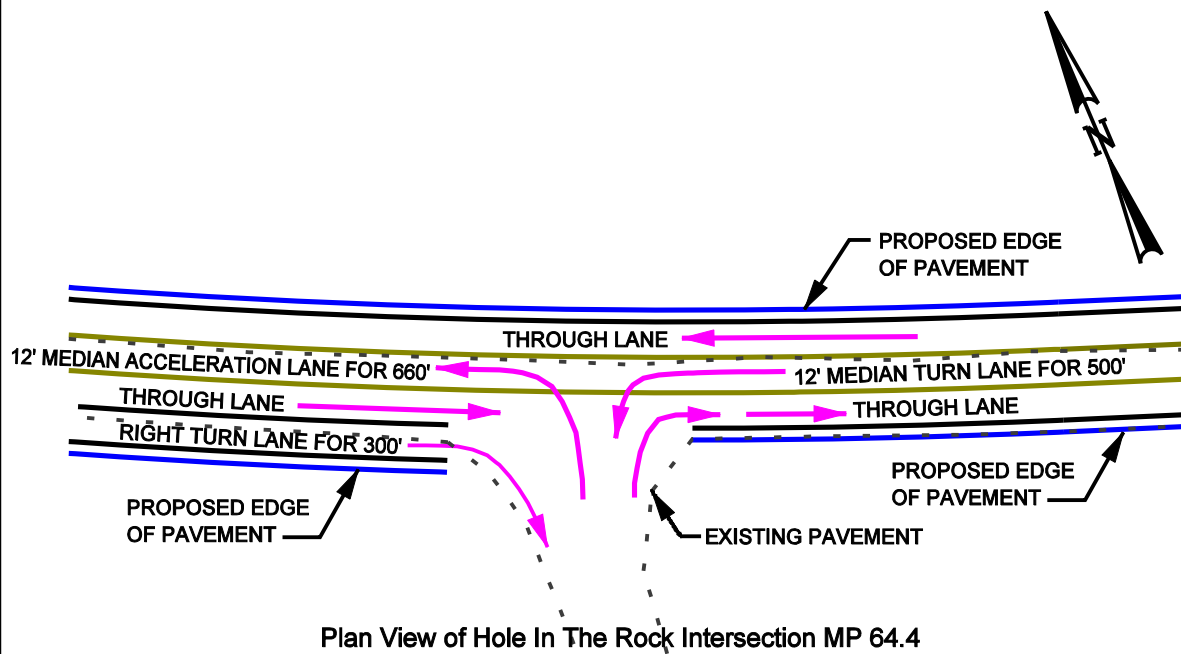 N
PROPOSED EDGE
OF PAVEMENT
THROUGH LANE
12' MEDIAN ACCELERATION LANE FOR 660'
12' MEDIAN TURN LANE FOR 500'
THROUGH LANE
THROUGH LANE
RIGHT TURN LANE FOR 300'
PROPOSED EDGE
OF PAVEMENT
PROPOSED EDGE
OF PAVEMENT
EXISTING PAVEMENT
Plan View of Hole In The Rock Intersection MP 64.4